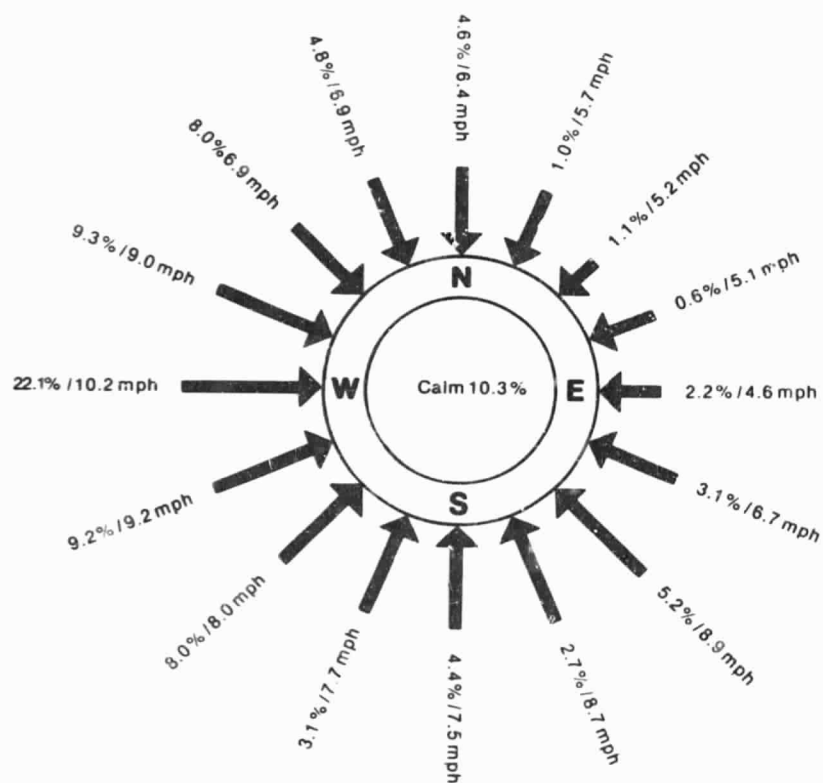 4.6%/6.4 mph
1.0%/5.7 mph
1.1%/5.2 mph
0.6%/5.1 mph
2.2%/4.6 mph
3.1%/6.7 mph
5.2%/8.9 mph
2.7%/8.7 mph
4.4%/7.5 mph
3.1%/7.7 mph
8.0%/8.0 mph
9.2%/9.2 mph
22.1%/10.2 mph
9.3%/9.0 mph
8.0%6.9 mph
4.8%/6.9 mph
N
W
Calm 10.3%
E
S